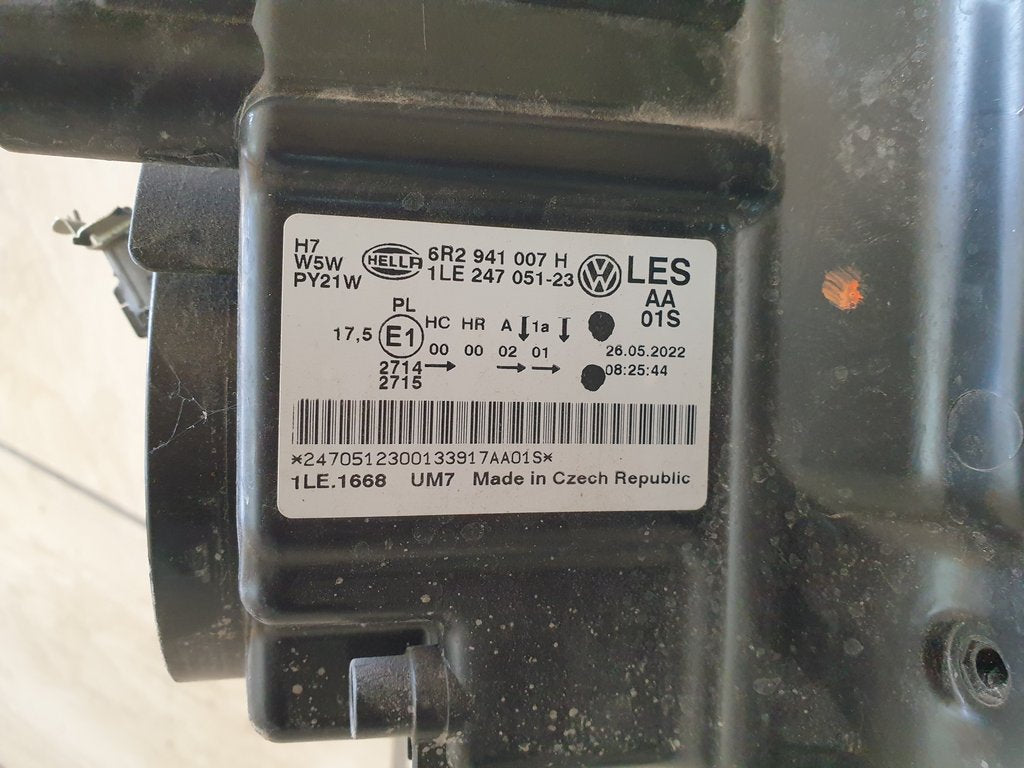 H7
W5W
PY21W
HELLA
6R2 941 007 H
1LE 247 051-23
VW
LES
AA
01S
PL
17,5 E1 HC HR A ↓ 1a ↓
00 00 02 01
2714 → → →
2715
26.05.2022
08:25:44
*2470512300133917AA01S*
1LE.1668 UM7 Made in Czech Republic